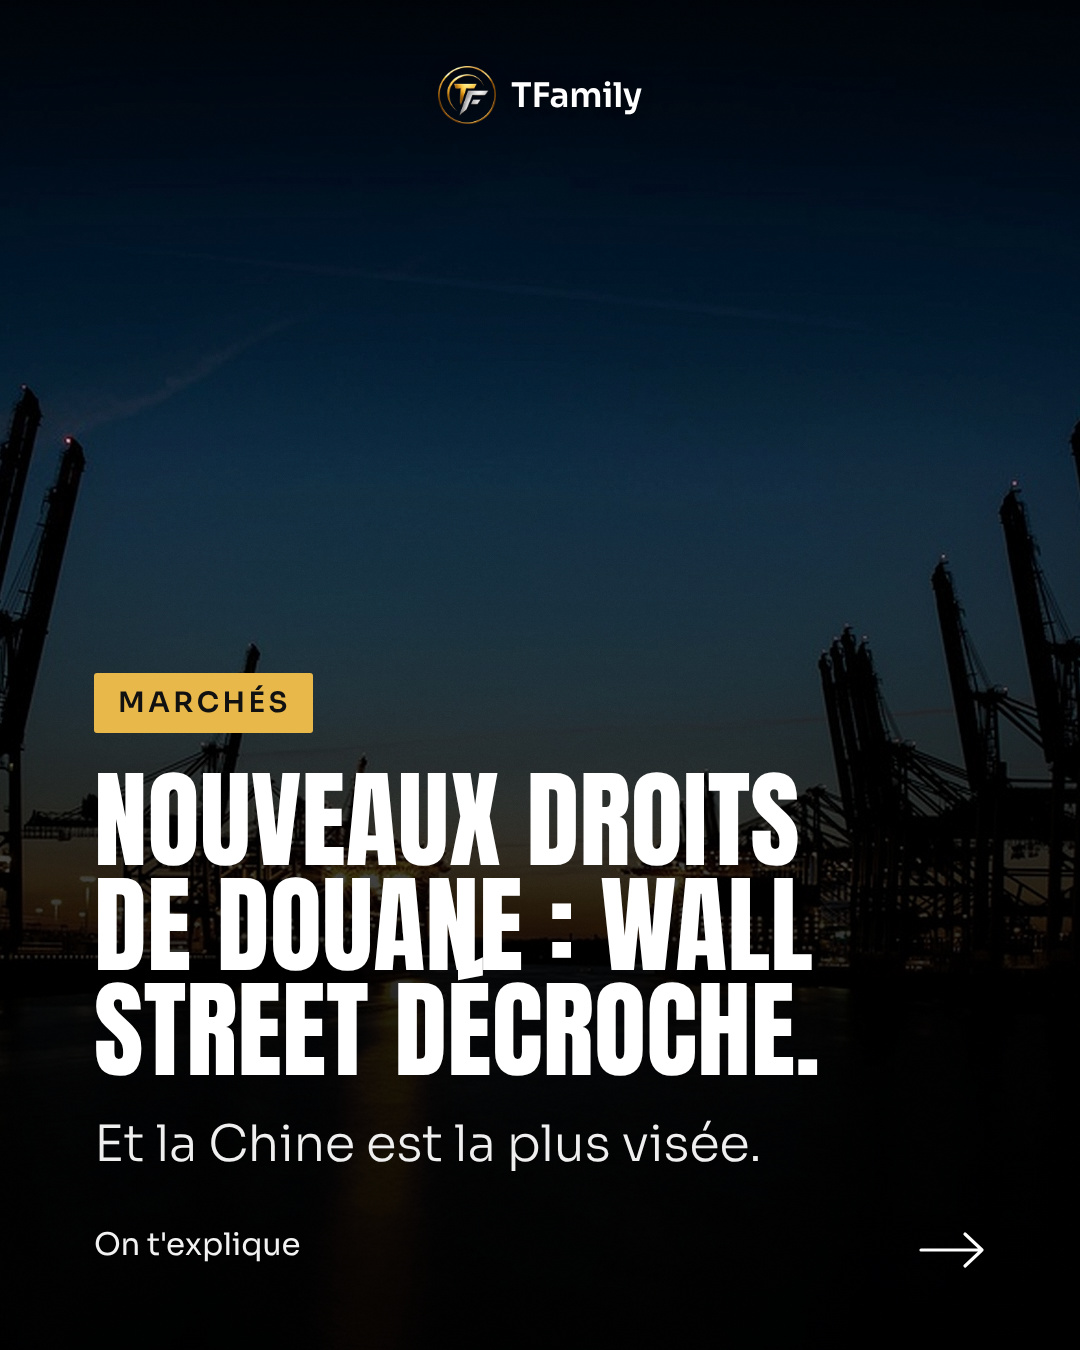 TFamily
MARCHÉS
NOUVEAUX DROITS
DE DOUANE : WALL
STREET DÉCROCHE.
Et la Chine est la plus visée.
On t'explique